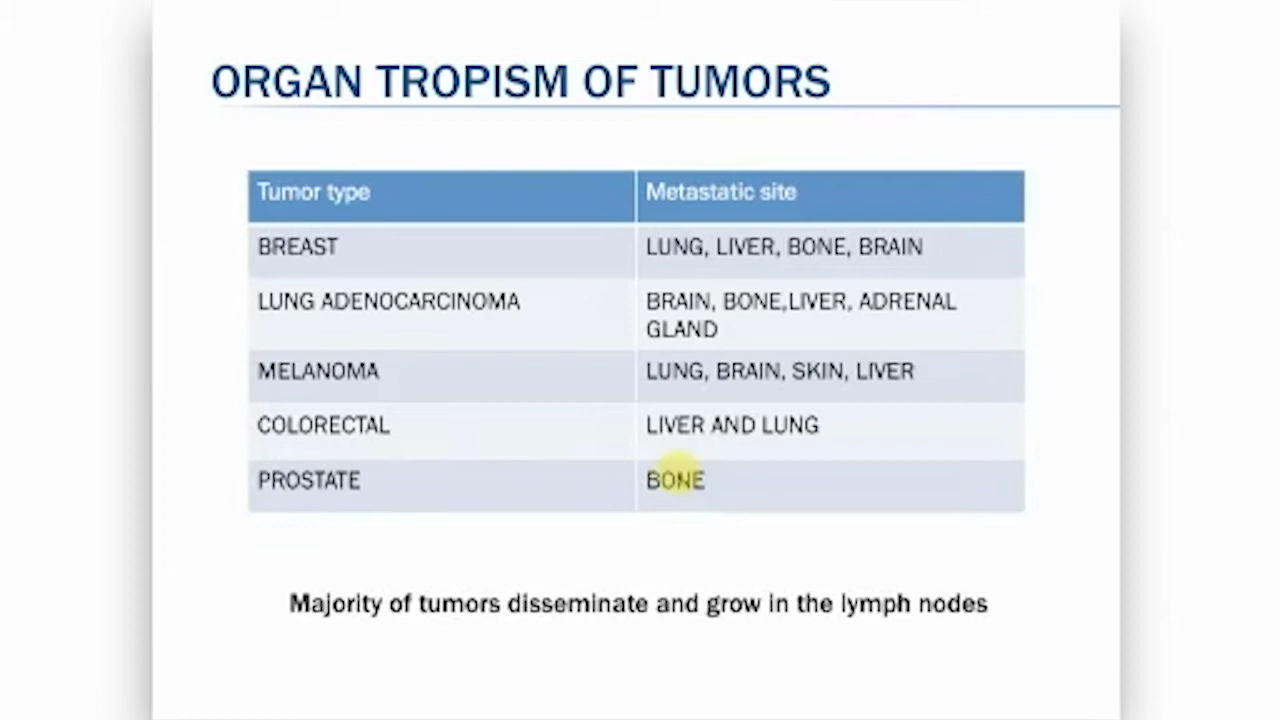 ORGAN TROPISM OF TUMORS
Tumor type
Metastatic site
BREAST
LUNG, LIVER, BONE, BRAIN
LUNG ADENOCARCINOMA
BRAIN, BONE,LIVER, ADRENAL
GLAND
MELANOMA
LUNG, BRAIN, SKIN, LIVER
COLORECTAL
LIVER AND LUNG
PROSTATE
BONE
Majority of tumors disseminate and grow in the lymph nodes